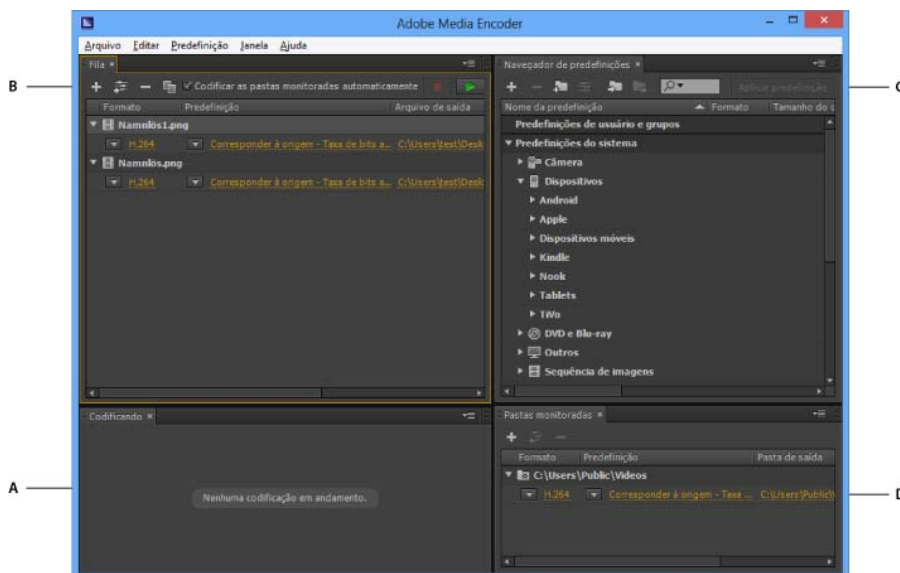 Adobe Media Encoder
Arquivo Editar Predefinição Janela Ajuda
Fila
B
Codificar as pastas monitoradas automaticamente
Formato Predefinição Arquivo de saída
Namnlös1.png
H.264 Corresponder à origem - Taxa de bits a... C:\Users\test\Desk
Namnlös.png
H.264 Corresponder à origem - Taxa de bits a... C:\Users\test\Desk
Navegador de predefinições
Aplicar predefinição
Nome da predefinição Formato Tamanho do
Predefinições de usuário e grupos
Predefinições do sistema
Câmera
Dispositivos
Android
Apple
Dispositivos móveis
Kindle
Nook
Tablets
TiVo
DVD e Blu-ray
Outros
Sequência de imagens
Codificando
A
Nenhuma codificação em andamento.
Pastas monitoradas
Formato Predefinição Pasta de saída
C:\Users\Public\Videos
H.264 Corresponder à origem - Taxa ... C:\Users\Public\